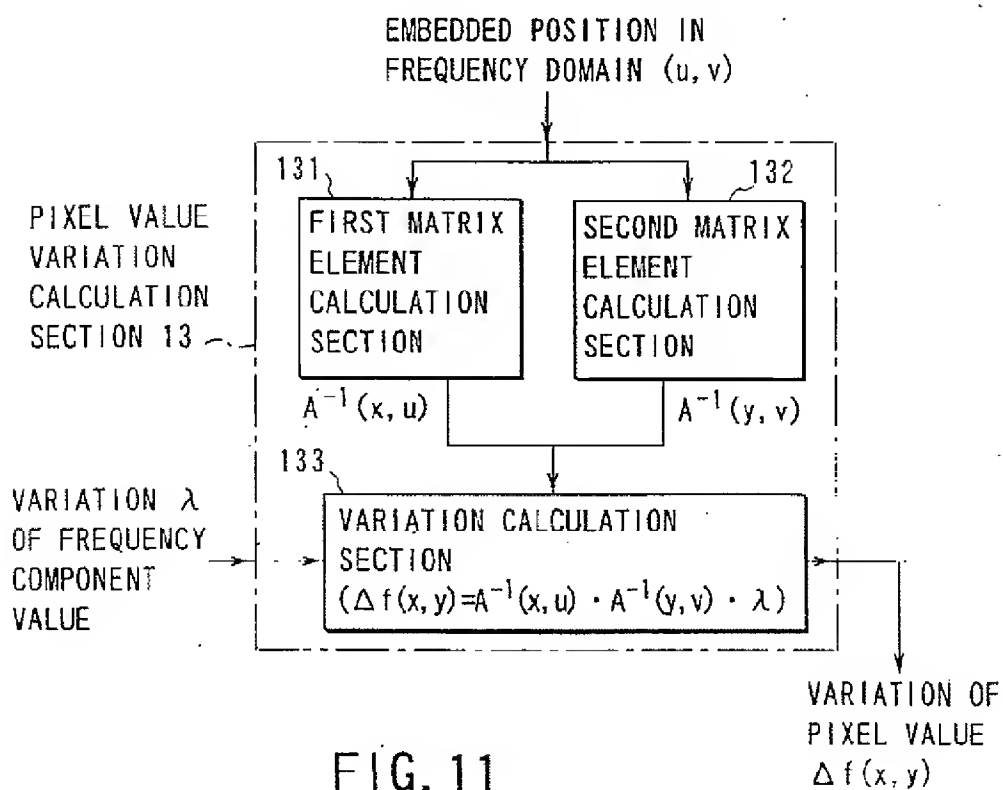 EMBEDDED POSITION IN
FREQUENCY DOMAIN (u, v)
PIXEL VALUE
VARIATION
CALCULATION
SECTION 13
131
FIRST MATRIX
ELEMENT
CALCULATION
SECTION
132
SECOND MATRIX
ELEMENT
CALCULATION
SECTION
A⁻¹(x, u)
A⁻¹(y, v)
VARIATION λ
OF FREQUENCY
COMPONENT
VALUE
133
VARIATION CALCULATION
SECTION
(Δf(x, y)=A⁻¹(x, u) · A⁻¹(y, v) · λ)
VARIATION OF
PIXEL VALUE
Δf(x, y)
FIG. 11